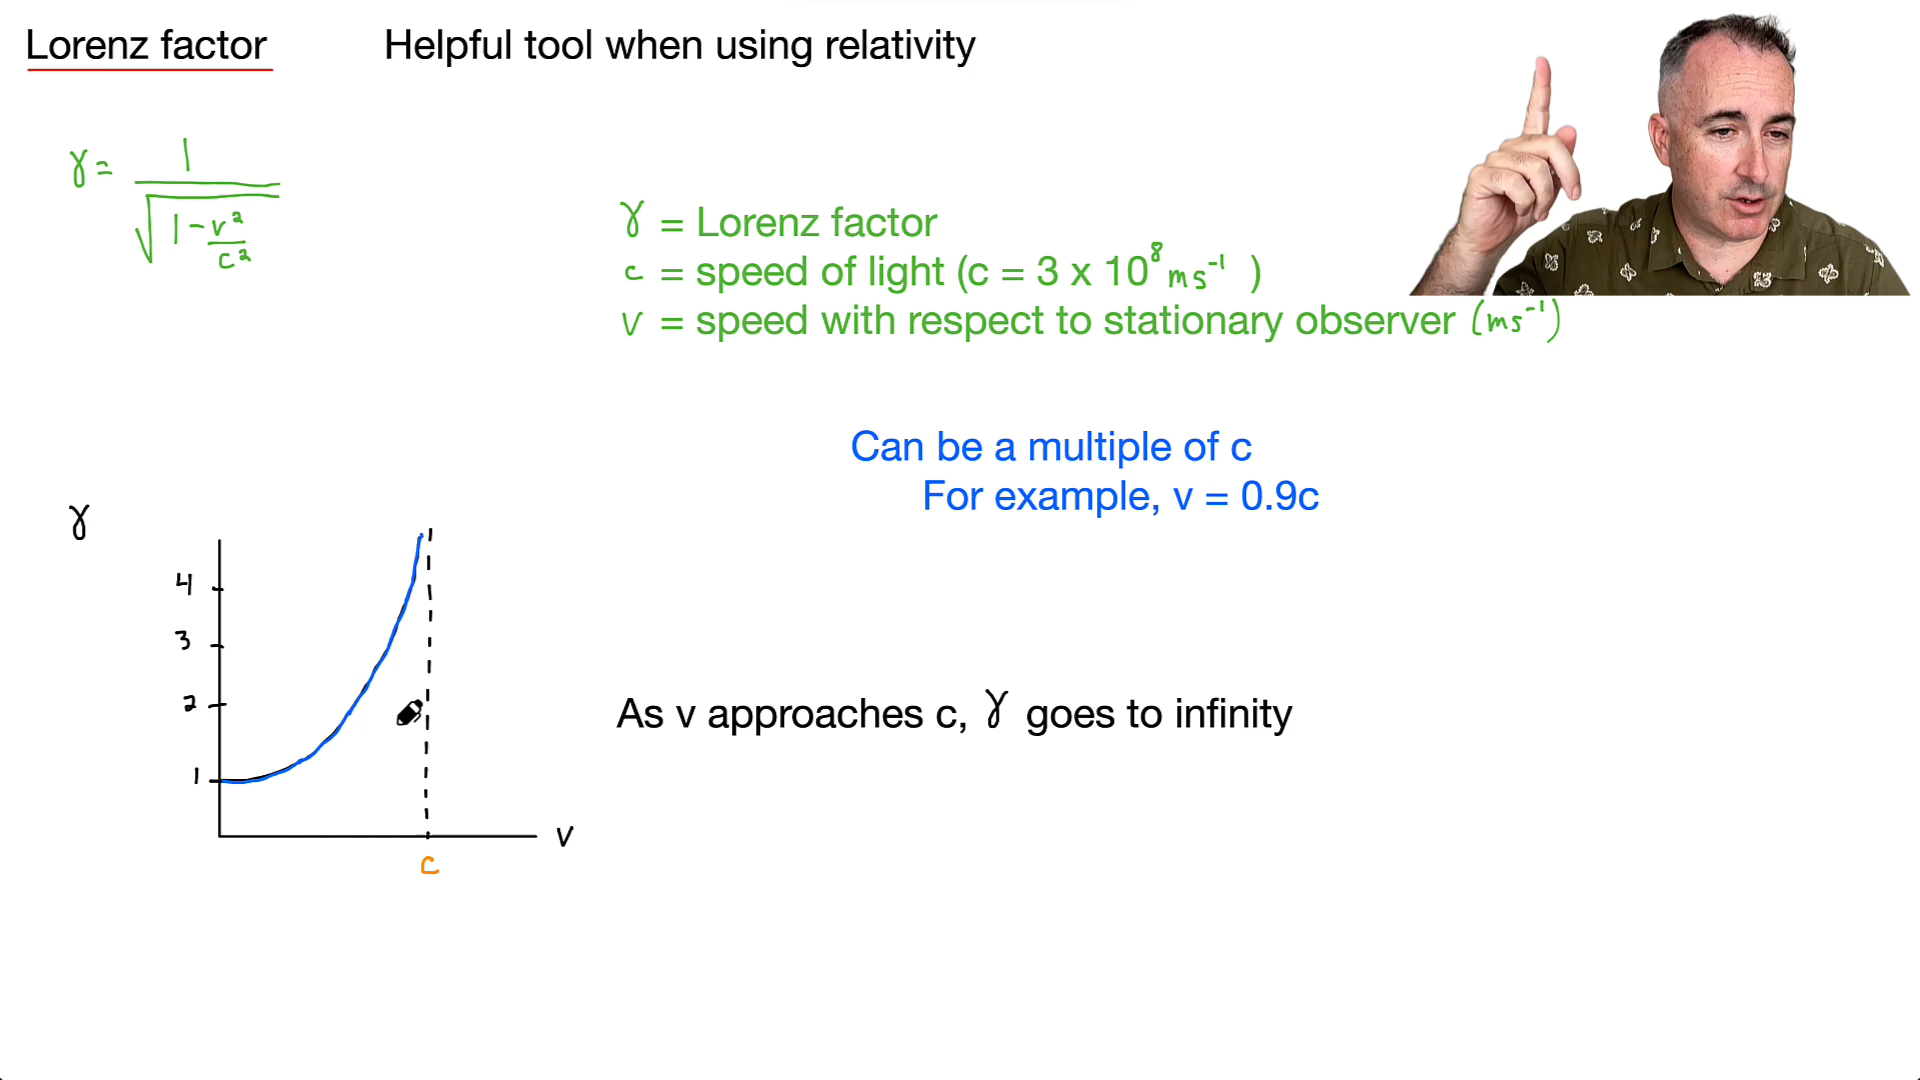 Lorenz factor
Helpful tool when using relativity
γ = 1 / √(1 - v²/c²)
γ = Lorenz factor
c = speed of light (c = 3 x 10⁸ ms⁻¹ )
v = speed with respect to stationary observer (ms⁻¹)
Can be a multiple of c
For example, v = 0.9c
γ
4
3
2
1
v
c
As v approaches c, γ goes to infinity